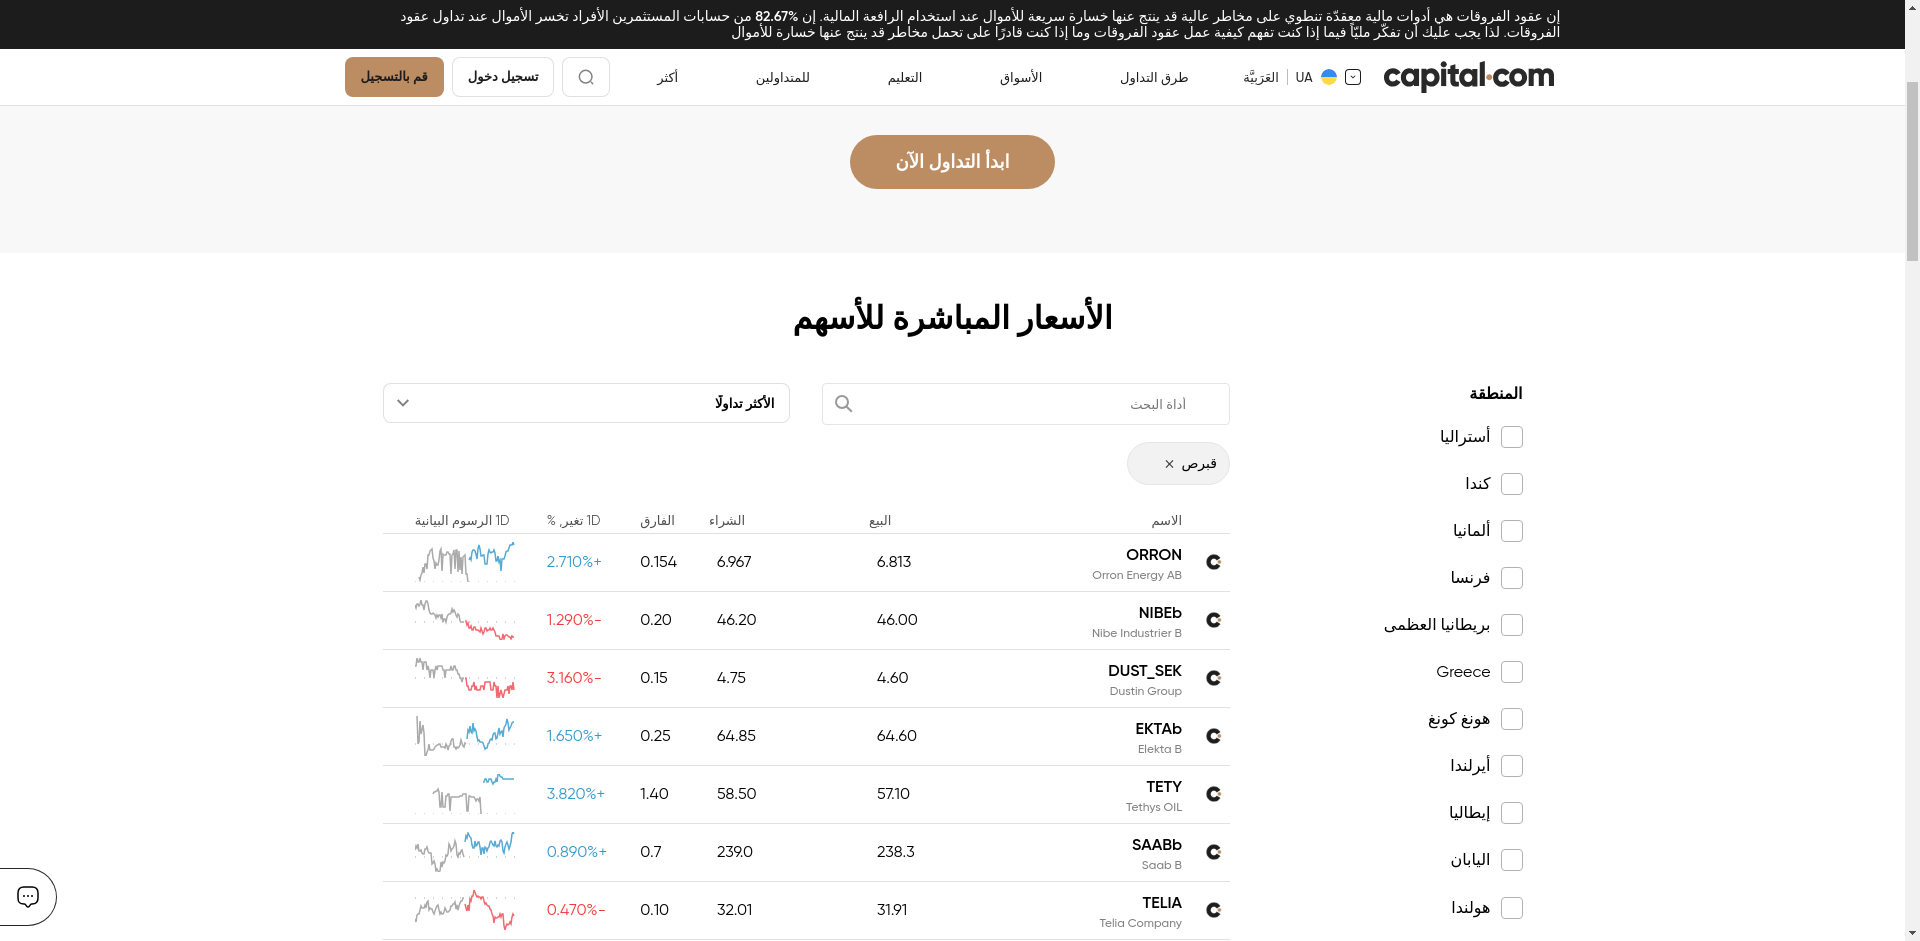 إن عقود الفروقات هي أدوات مالية معقدّة تنطوي على مخاطر عالية قد ينتج عنها خسارة سريعة للأموال عند استخدام الرافعة المالية. إن 82.67% من حسابات المستثمرين الأفراد تخسر الأموال عند تداول عقود
الفروقات. لذا يجب عليك أن تفكّر مليّاً فيما إذا كنت تفهم كيفية عمل عقود الفروقات وما إذا كنت قادرًا على تحمل مخاطر قد ينتج عنها خسارة للأموال
capital.com
UA
العَرَبِيَّة
طرق التداول
الأسواق
التعليم
للمتداولين
أكثر
تسجيل دخول
قم بالتسجيل
ابدأ التداول الآن
الأسعار المباشرة للأسهم
المنطقة
أستراليا
كندا
ألمانيا
فرنسا
بريطانيا العظمى
Greece
هونغ كونغ
أيرلندا
إيطاليا
اليابان
هولندا
أداة البحث
الأكثر تداولًا
قبرص
الاسم البيع الشراء الفارق 1D تغير, % 1D الرسوم البيانية
ORRON 6.813 6.967 0.154 2.710%+
Orron Energy AB
NIBEb 46.00 46.20 0.20 1.290%-
Nibe Industrier B
DUST_SEK 4.60 4.75 0.15 3.160%-
Dustin Group
EKTAb 64.60 64.85 0.25 1.650%+
Elekta B
TETY 57.10 58.50 1.40 3.820%+
Tethys OIL
SAABb 238.3 239.0 0.7 0.890%+
Saab B
TELIA 31.91 32.01 0.10 0.470%-
Telia Company